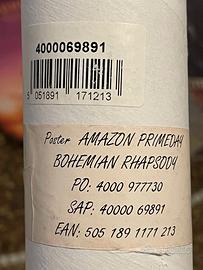 4000069891
5 051891 171213
Poster AMAZON PRIMEDAY
BOHEMIAN RHAPSODY
PO: 4000 977730
SAP: 40000 69891
EAN: 505 189 1171 213